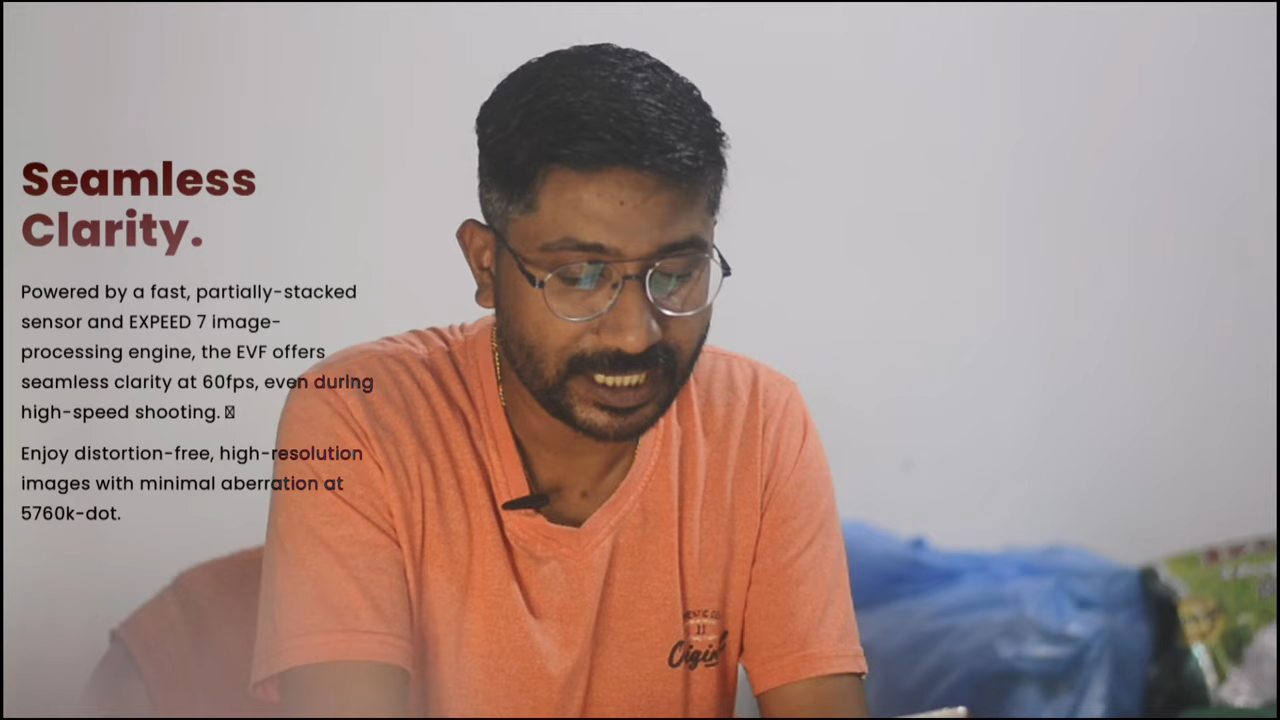 Seamless
Clarity.
Powered by a fast, partially-stacked
sensor and EXPEED 7 image-
processing engine, the EVF offers
seamless clarity at 60fps, even during
high-speed shooting.
Enjoy distortion-free, high-resolution
images with minimal aberration at
5760k-dot.